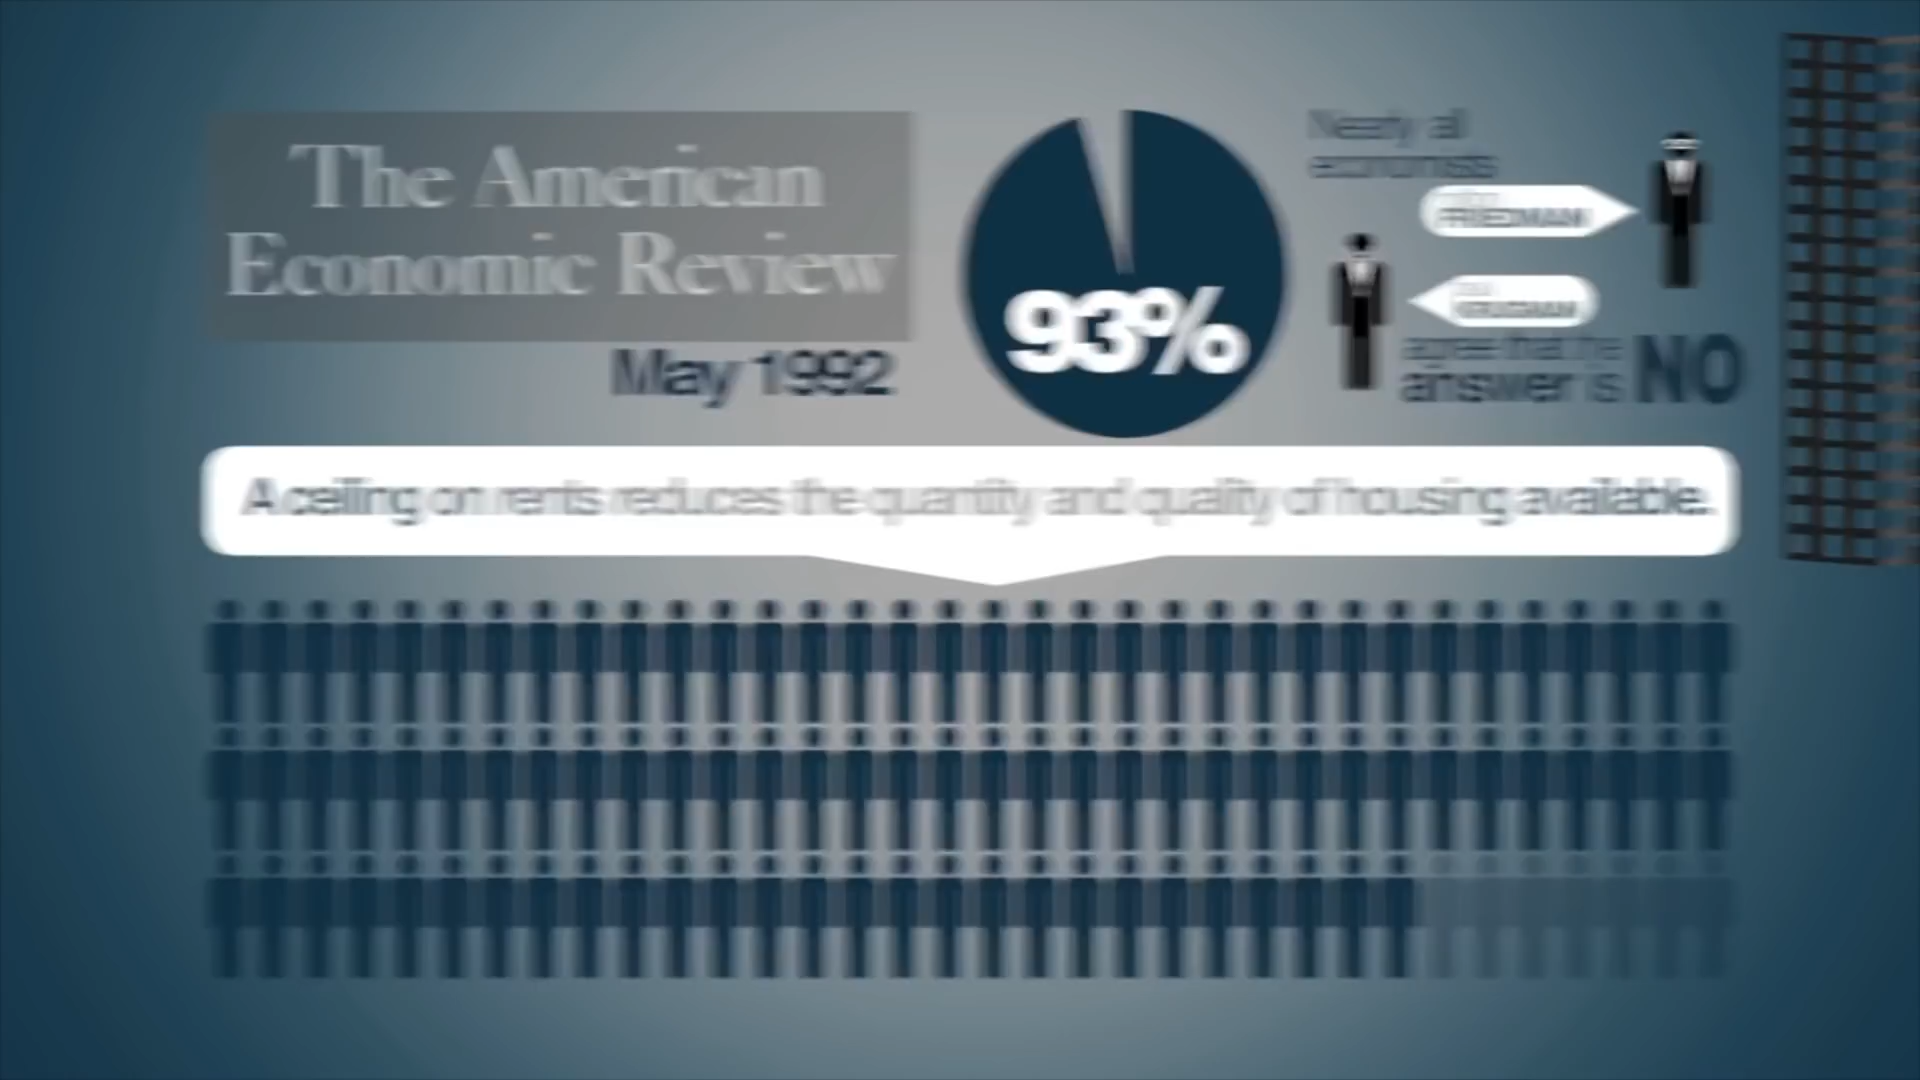 The American
Economic Review
May 1992
93%
Nearly all
economists
FRIEDMAN
KRUGMAN
agree that the
answer is NO
A ceiling on rents reduces the quantity and quality of housing available.